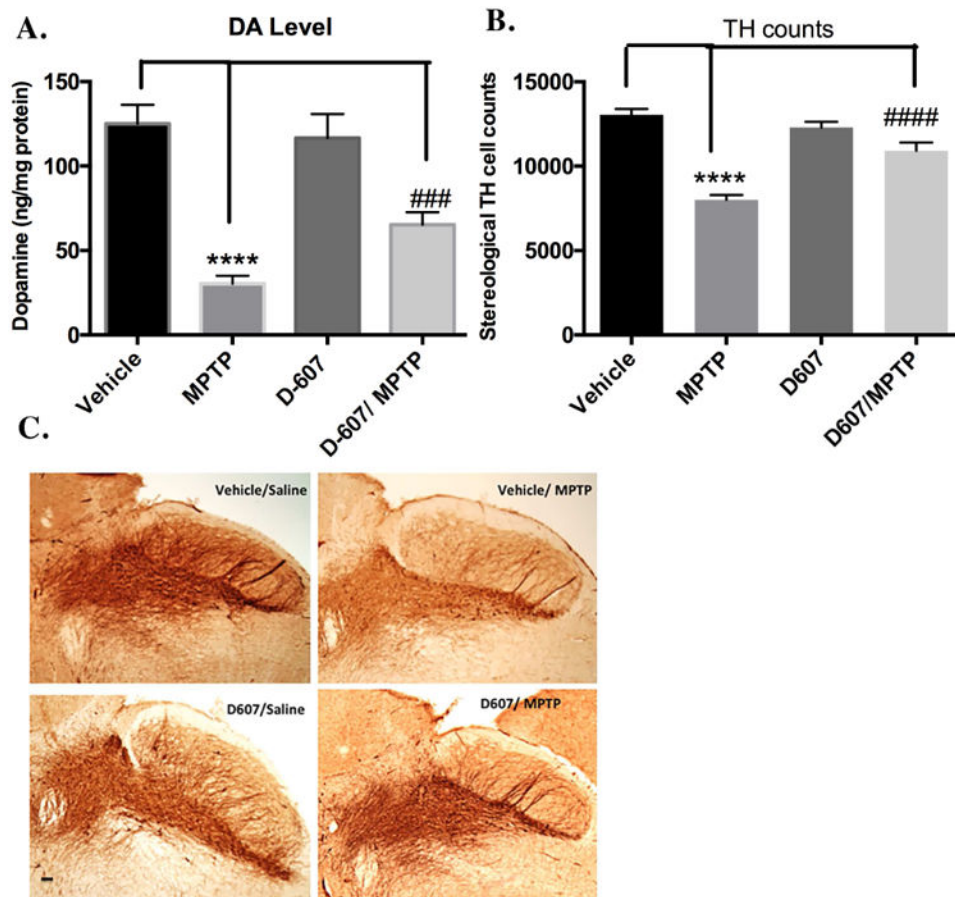 A.
DA Level
Dopamine (ng/mg protein)
150
100
50
0
****
###
Vehicle
MPTP
D-607
D-607/ MPTP
B.
TH counts
Stereological TH cell counts
15000
10000
5000
0
****
####
Vehicle
MPTP
D607
D607/MPTP
C.
Vehicle/Saline
Vehicle/ MPTP
D607/Saline
D607/ MPTP